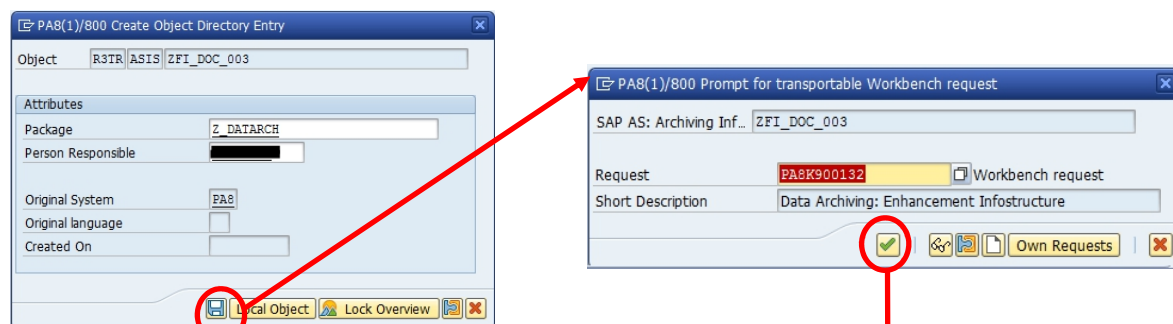 PA8(1)/800 Create Object Directory Entry
Object R3TR ASIS ZFI_DOC_003
Attributes
Package Z_DATARCH
Person Responsible
Original System PA8
Original language
Created On
Local Object Lock Overview
PA8(1)/800 Prompt for transportable Workbench request
SAP AS: Archiving Inf… ZFI_DOC_003
Request PA8K900132 Workbench request
Short Description Data Archiving: Enhancement Infostructure
Own Requests